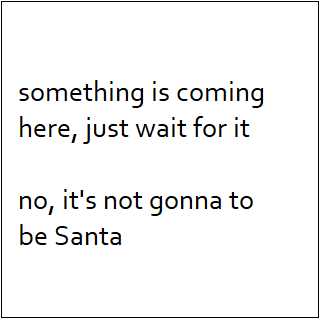 something is coming
here, just wait for it
no, it's not gonna to
be Santa